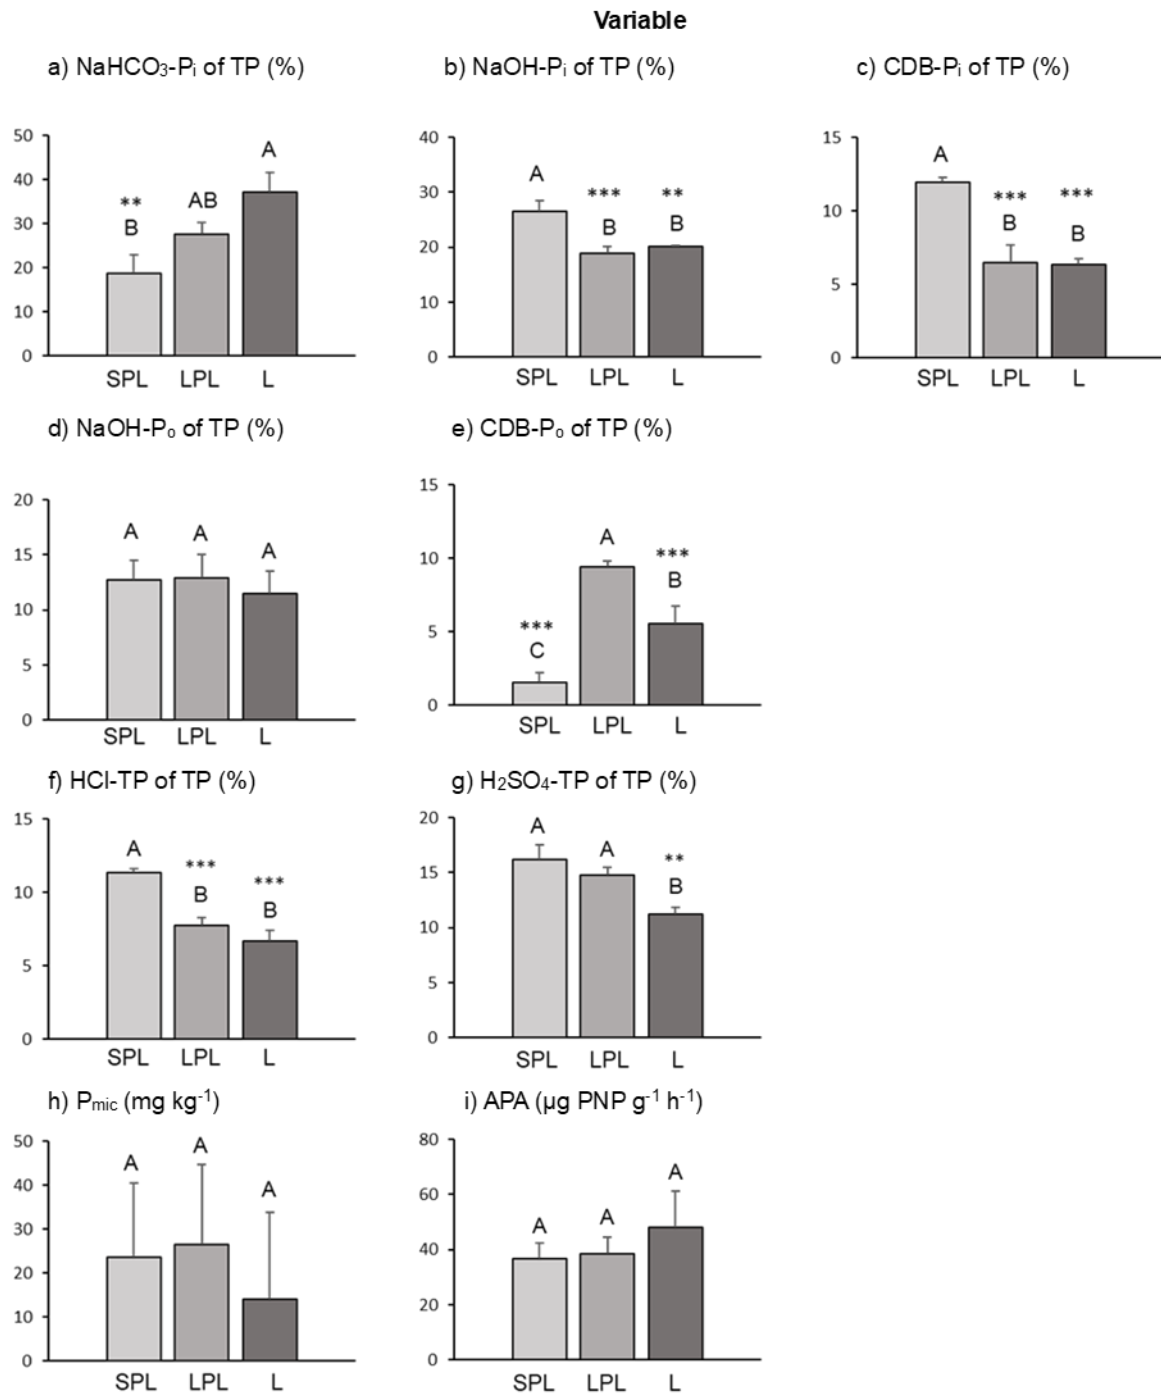 Variable
a) NaHCO₃-Pᵢ of TP (%)
b) NaOH-Pᵢ of TP (%)
c) CDB-Pᵢ of TP (%)
50
40
30
20
10
0
**
B
AB
A
SPL
LPL
L
40
30
20
10
0
A
***
B
**
B
SPL
LPL
L
15
10
5
0
A
***
B
***
B
SPL
LPL
L
d) NaOH-Pₒ of TP (%)
e) CDB-Pₒ of TP (%)
20
15
10
5
0
A
A
A
SPL
LPL
L
15
10
5
0
***
C
A
***
B
SPL
LPL
L
f) HCl-TP of TP (%)
g) H₂SO₄-TP of TP (%)
15
10
5
0
A
***
B
***
B
SPL
LPL
L
20
15
10
5
0
A
A
**
B
SPL
LPL
L
h) Pmic (mg kg⁻¹)
i) APA (µg PNP g⁻¹ h⁻¹)
50
40
30
20
10
0
A
A
A
SPL
LPL
L
80
60
40
20
0
A
A
A
SPL
LPL
L